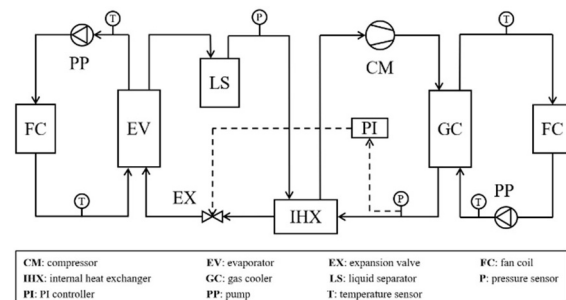 T
P
T
PP
LS
CM
FC
EV
PI
GC
FC
EX
T
IHX
P
T
PP
CM: compressor EV: evaporator EX: expansion valve FC: fan coil
IHX: internal heat exchanger GC: gas cooler LS: liquid separator P: pressure sensor
PI: PI controller PP: pump T: temperature sensor